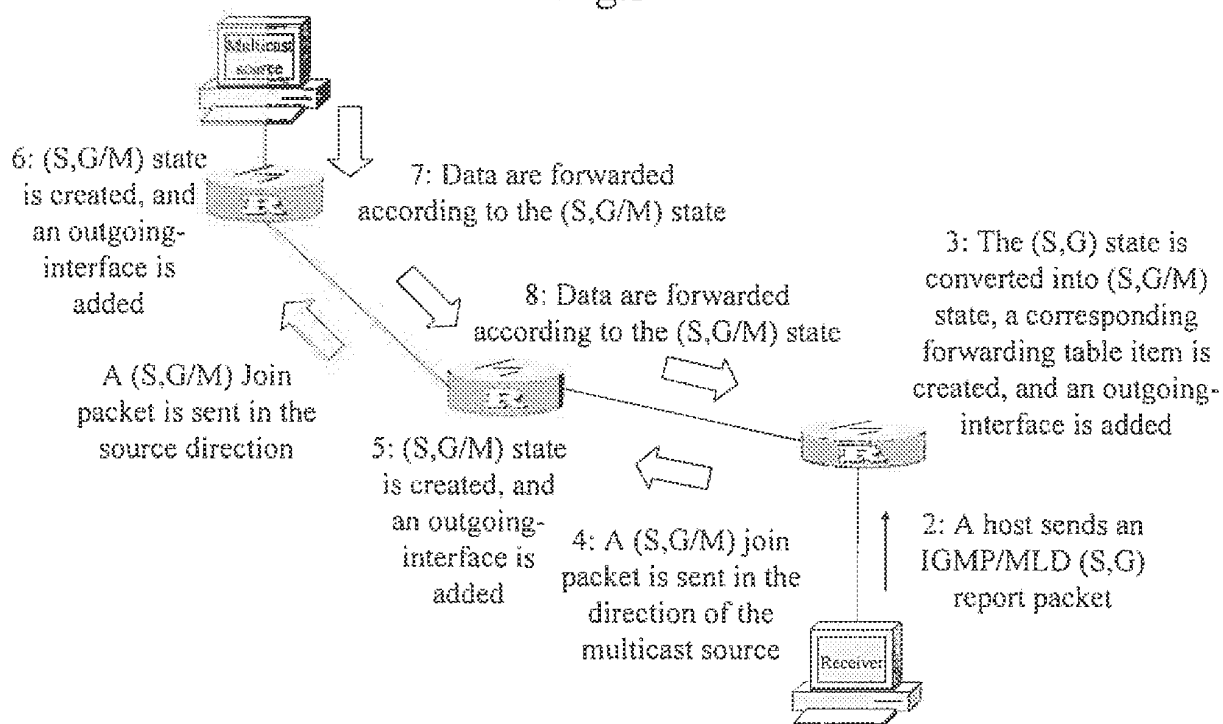 Multicast
source
6: (S,G/M) state
is created, and
an outgoing-
interface is
added
7: Data are forwarded
according to the (S,G/M) state
3: The (S,G) state is
converted into (S,G/M)
state, a corresponding
forwarding table item is
created, and an outgoing-
interface is added
8: Data are forwarded
according to the (S,G/M) state
A (S,G/M) Join
packet is sent in the
source direction
5: (S,G/M) state
is created, and
an outgoing-
interface is
added
4: A (S,G/M) join
packet is sent in the
direction of the
multicast source
2: A host sends an
IGMP/MLD (S,G)
report packet
Receiver